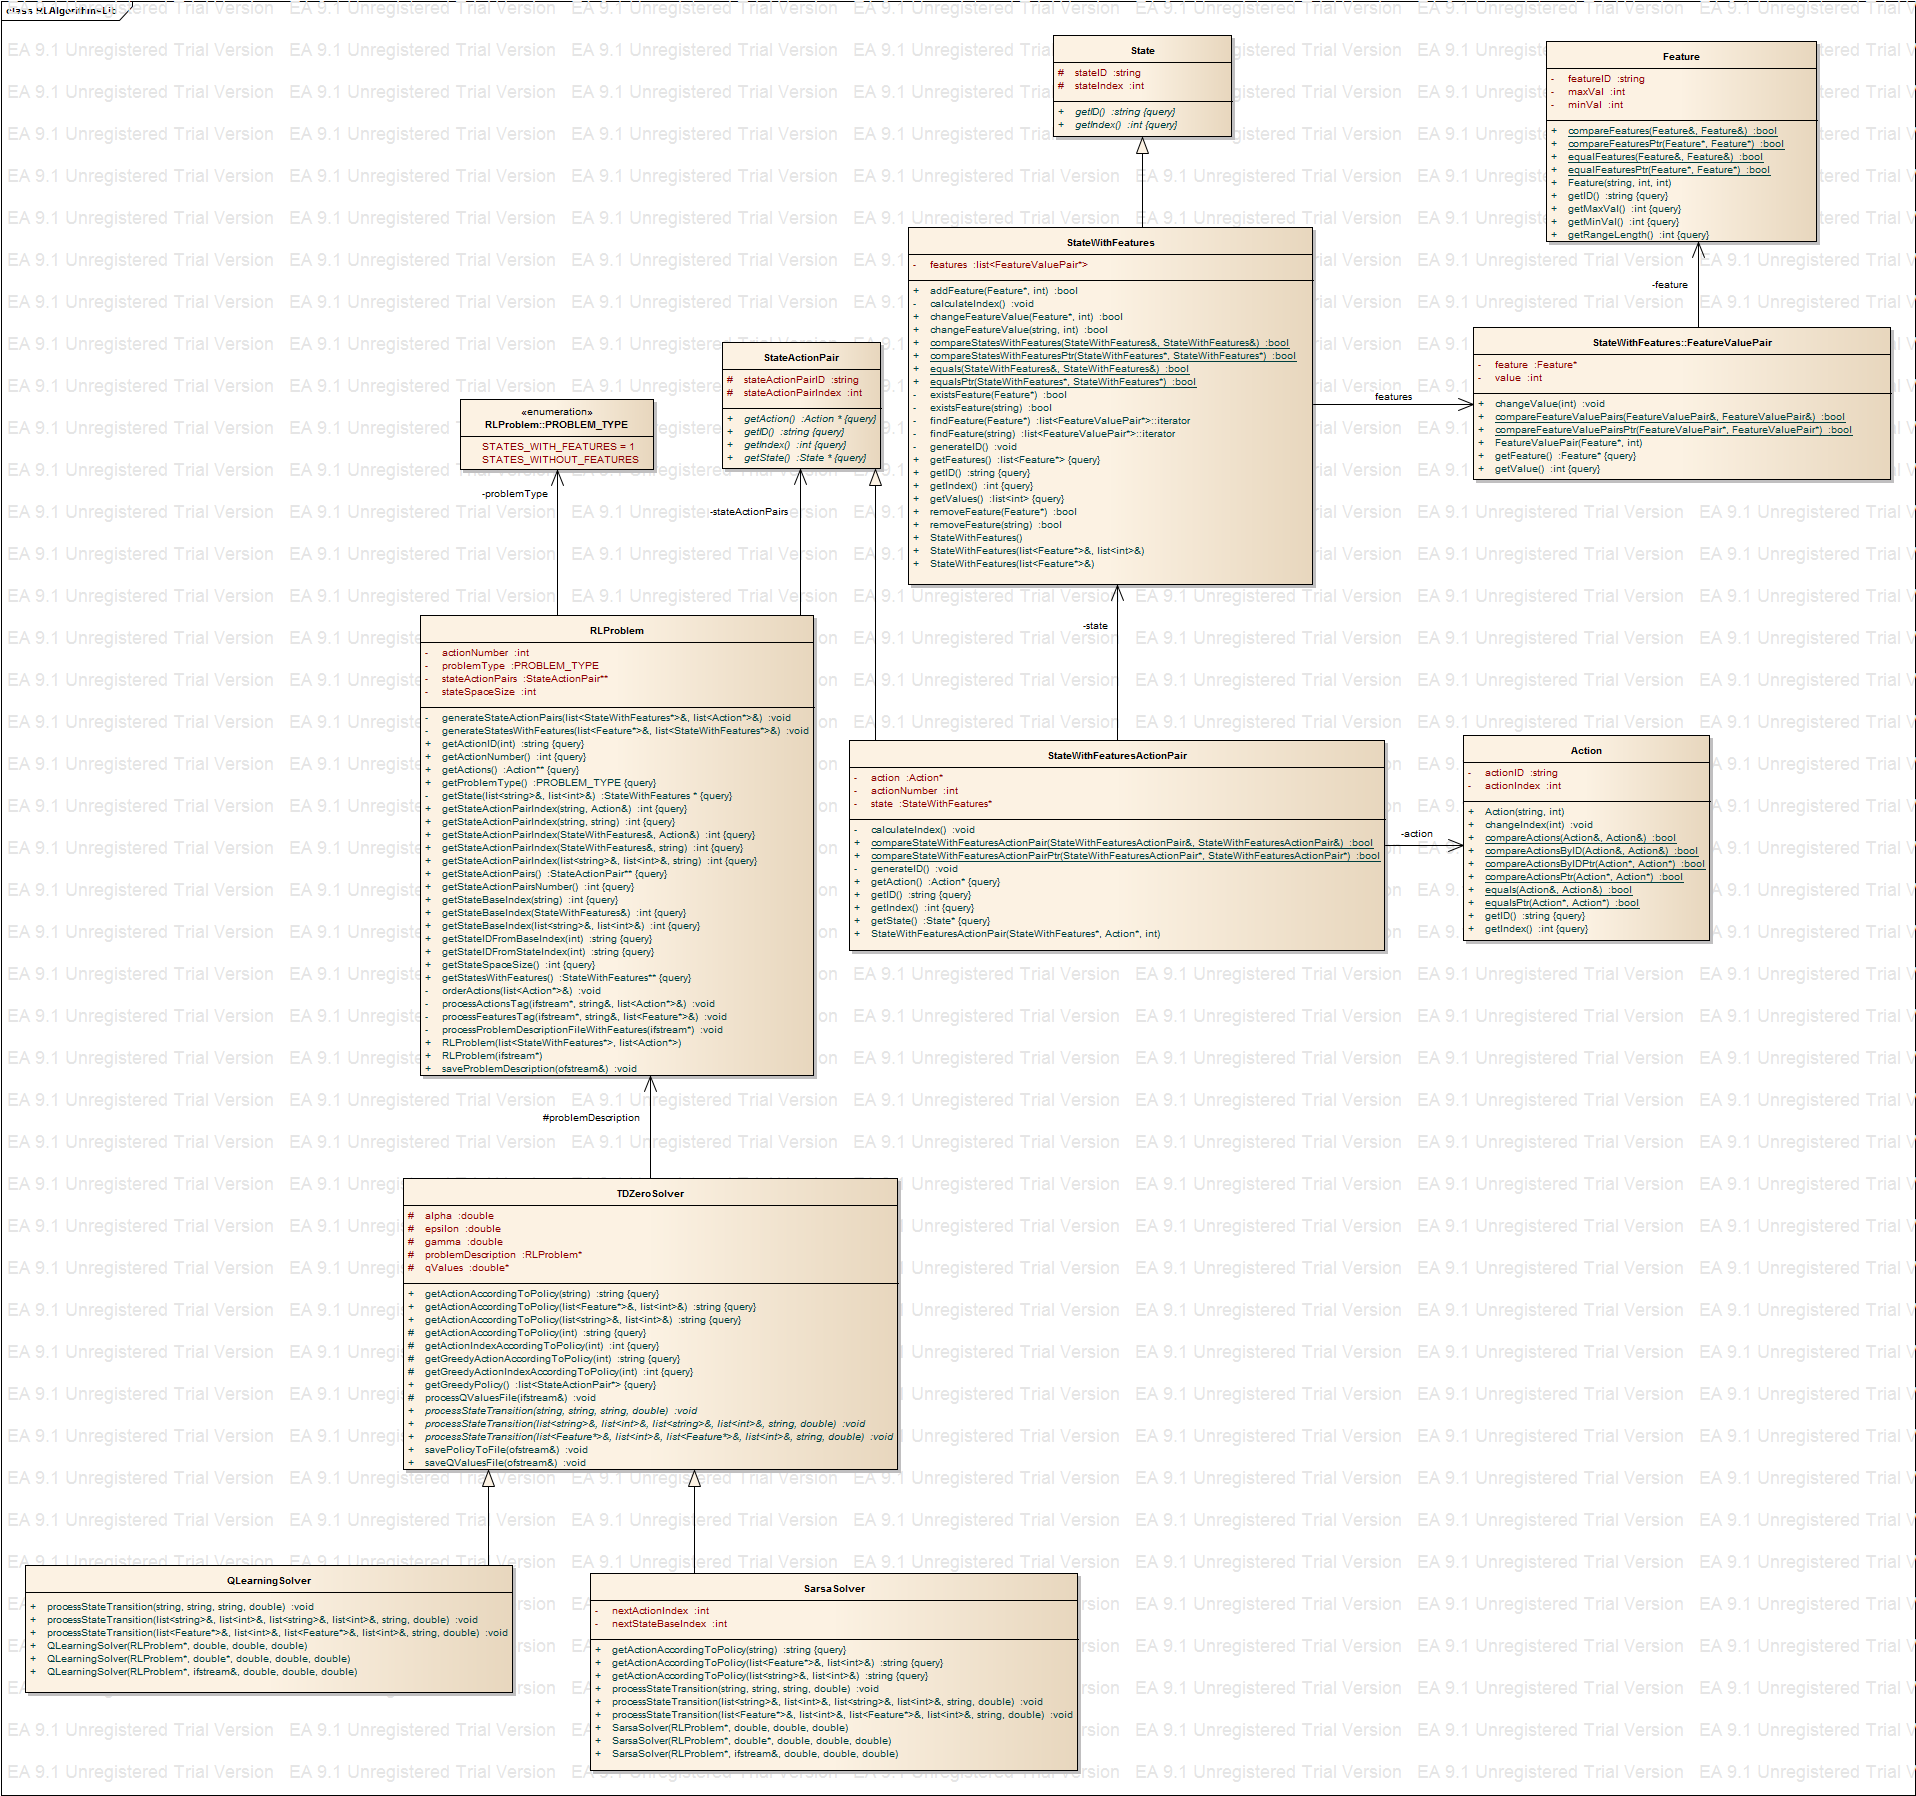 class RLAlgorithmsLib
State
# stateID :string
# stateIndex :int
+ getID() :string {query}
+ getIndex() :int {query}
Feature
- featureID :string
- maxVal :int
- minVal :int
+ compareFeatures(Feature&, Feature&) :bool
+ compareFeaturesPtr(Feature*, Feature*) :bool
+ equalFeatures(Feature&, Feature&) :bool
+ equalFeaturesPtr(Feature*, Feature*) :bool
+ Feature(string, int, int)
+ getID() :string {query}
+ getMaxVal() :int {query}
+ getMinVal() :int {query}
+ getRangeLength() :int {query}
StateWithFeatures
- features :list<FeatureValuePair*>
+ addFeature(Feature*, int) :bool
- calculateIndex() :void
+ changeFeatureValue(Feature*, int) :bool
+ changeFeatureValue(string, int) :bool
+ compareStatesWithFeatures(StateWithFeatures&, StateWithFeatures&) :bool
+ compareStatesWithFeaturesPtr(StateWithFeatures*, StateWithFeatures*) :bool
+ equals(StateWithFeatures&, StateWithFeatures&) :bool
+ equalsPtr(StateWithFeatures*, StateWithFeatures*) :bool
- existsFeature(Feature*) :bool
- existsFeature(string) :bool
- findFeature(Feature*) :list<FeatureValuePair*>::iterator
- findFeature(string) :list<FeatureValuePair*>::iterator
- generateID() :void
+ getFeatures() :list<Feature*> {query}
+ getID() :string {query}
+ getIndex() :int {query}
+ getValues() :list<int> {query}
+ removeFeature(Feature*) :bool
+ removeFeature(string) :bool
+ StateWithFeatures()
+ StateWithFeatures(list<Feature*>&, list<int>&)
+ StateWithFeatures(list<Feature*>&)
-feature
features
StateWithFeatures::FeatureValuePair
- feature :Feature*
- value :int
+ changeValue(int) :void
+ compareFeatureValuePairs(FeatureValuePair&, FeatureValuePair&) :bool
+ compareFeatureValuePairsPtr(FeatureValuePair*, FeatureValuePair*) :bool
+ FeatureValuePair(Feature*, int)
+ getFeature() :Feature* {query}
+ getValue() :int {query}
StateActionPair
# stateActionPairID :string
# stateActionPairIndex :int
+ getAction() :Action * {query}
+ getID() :string {query}
+ getIndex() :int {query}
+ getState() :State * {query}
«enumeration»
RLProblem::PROBLEM_TYPE
STATES_WITH_FEATURES = 1
STATES_WITHOUT_FEATURES
-problemType
-stateActionPairs
-state
RLProblem
- actionNumber :int
- problemType :PROBLEM_TYPE
- stateActionPairs :StateActionPair**
- stateSpaceSize :int
- generateStateActionPairs(list<StateWithFeatures*>&, list<Action*>&) :void
- generateStatesWithFeatures(list<Feature*>&, list<StateWithFeatures*>&) :void
+ getActionID(int) :string {query}
+ getActionNumber() :int {query}
+ getActions() :Action** {query}
+ getProblemType() :PROBLEM_TYPE {query}
- getState(list<string>&, list<int>&) :StateWithFeatures * {query}
+ getStateActionPairIndex(string, Action&) :int {query}
+ getStateActionPairIndex(string, string) :int {query}
+ getStateActionPairIndex(StateWithFeatures&, Action&) :int {query}
+ getStateActionPairIndex(StateWithFeatures&, string) :int {query}
+ getStateActionPairIndex(list<string>&, list<int>&, string) :int {query}
+ getStateActionPairs() :StateActionPair** {query}
+ getStateActionPairsNumber() :int {query}
+ getStateBaseIndex(string) :int {query}
+ getStateBaseIndex(StateWithFeatures&) :int {query}
+ getStateBaseIndex(list<string>&, list<int>&) :int {query}
+ getStateIDFromBaseIndex(int) :string {query}
+ getStateIDFromStateIndex(int) :string {query}
+ getStateSpaceSize() :int {query}
+ getStatesWithFeatures() :StateWithFeatures** {query}
- orderActions(list<Action*>&) :void
- processActionsTag(ifstream*, string&, list<Action*>&) :void
- processFeaturesTag(ifstream*, string&, list<Feature*>&) :void
- processProblemDescriptionFileWithFeatures(ifstream*) :void
+ RLProblem(list<StateWithFeatures*>, list<Action*>)
+ RLProblem(ifstream*)
+ saveProblemDescription(ofstream&) :void
StateWithFeaturesActionPair
- action :Action*
- actionNumber :int
- state :StateWithFeatures*
- calculateIndex() :void
+ compareStateWithFeaturesActionPair(StateWithFeaturesActionPair&, StateWithFeaturesActionPair&) :bool
+ compareStateWithFeaturesActionPairPtr(StateWithFeaturesActionPair*, StateWithFeaturesActionPair*) :bool
- generateID() :void
+ getAction() :Action* {query}
+ getID() :string {query}
+ getIndex() :int {query}
+ getState() :State* {query}
+ StateWithFeaturesActionPair(StateWithFeatures*, Action*, int)
-action
Action
- actionID :string
- actionIndex :int
+ Action(string, int)
+ changeIndex(int) :void
+ compareActions(Action&, Action&) :bool
+ compareActionsByID(Action&, Action&) :bool
+ compareActionsByIDPtr(Action*, Action*) :bool
+ compareActionsPtr(Action*, Action*) :bool
+ equals(Action&, Action&) :bool
+ equalsPtr(Action*, Action*) :bool
+ getID() :string {query}
+ getIndex() :int {query}
#problemDescription
TDZeroSolver
# alpha :double
# epsilon :double
# gamma :double
# problemDescription :RLProblem*
# qValues :double*
+ getActionAccordingToPolicy(string) :string {query}
+ getActionAccordingToPolicy(list<Feature*>&, list<int>&) :string {query}
+ getActionAccordingToPolicy(list<string>&, list<int>&) :string {query}
# getActionAccordingToPolicy(int) :string {query}
# getActionIndexAccordingToPolicy(int) :int {query}
# getGreedyActionAccordingToPolicy(int) :string {query}
# getGreedyActionIndexAccordingToPolicy(int) :int {query}
+ getGreedyPolicy() :list<StateActionPair*> {query}
# processQValuesFile(ifstream&) :void
+ processStateTransition(string, string, string, double) :void
+ processStateTransition(list<string>&, list<int>&, list<string>&, list<int>&, string, double) :void
+ processStateTransition(list<Feature*>&, list<int>&, list<Feature*>&, list<int>&, string, double) :void
+ savePolicyToFile(ofstream&) :void
+ saveQValuesFile(ofstream&) :void
QLearningSolver
+ processStateTransition(string, string, string, double) :void
+ processStateTransition(list<string>&, list<int>&, list<string>&, list<int>&, string, double) :void
+ processStateTransition(list<Feature*>&, list<int>&, list<Feature*>&, list<int>&, string, double) :void
+ QLearningSolver(RLProblem*, double, double, double)
+ QLearningSolver(RLProblem*, double*, double, double, double)
+ QLearningSolver(RLProblem*, ifstream&, double, double, double)
SarsaSolver
- nextActionIndex :int
- nextStateBaseIndex :int
+ getActionAccordingToPolicy(string) :string {query}
+ getActionAccordingToPolicy(list<Feature*>&, list<int>&) :string {query}
+ getActionAccordingToPolicy(list<string>&, list<int>&) :string {query}
+ processStateTransition(string, string, string, double) :void
+ processStateTransition(list<string>&, list<int>&, list<string>&, list<int>&, string, double) :void
+ processStateTransition(list<Feature*>&, list<int>&, list<Feature*>&, list<int>&, string, double) :void
+ SarsaSolver(RLProblem*, double, double, double)
+ SarsaSolver(RLProblem*, double*, double, double, double)
+ SarsaSolver(RLProblem*, ifstream&, double, double, double)
EA 9.1 Unregistered Trial Version